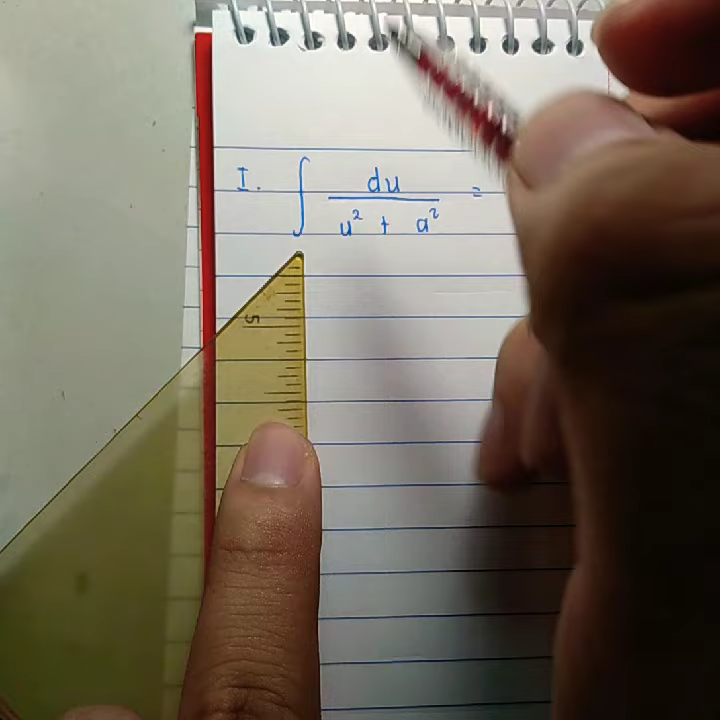 I. ∫ du / (u² + a²) =
5